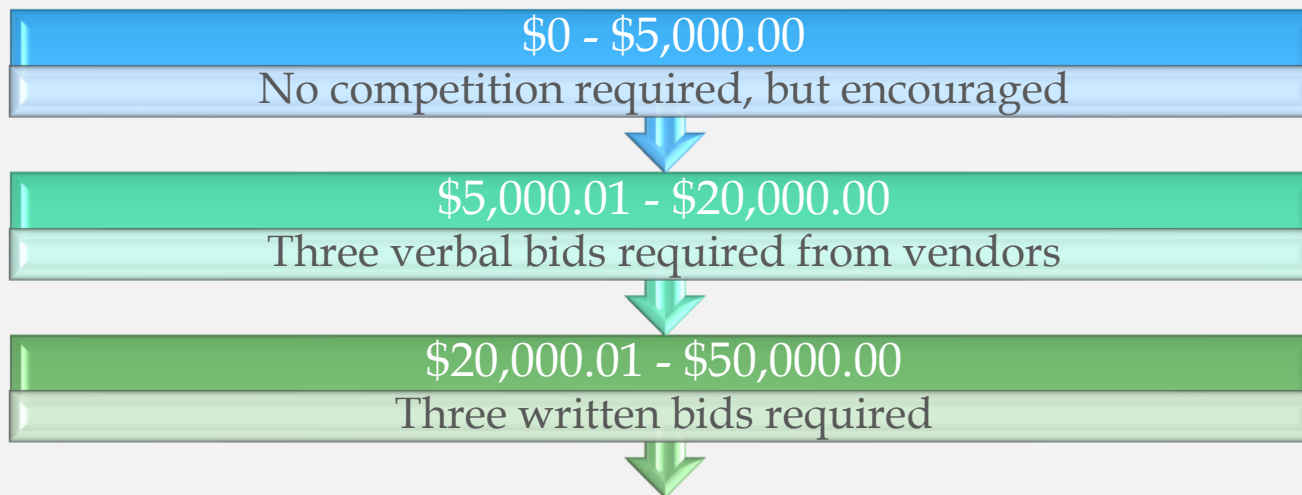 $0 - $5,000.00
No competition required, but encouraged
$5,000.01 - $20,000.00
Three verbal bids required from vendors
$20,000.01 - $50,000.00
Three written bids required